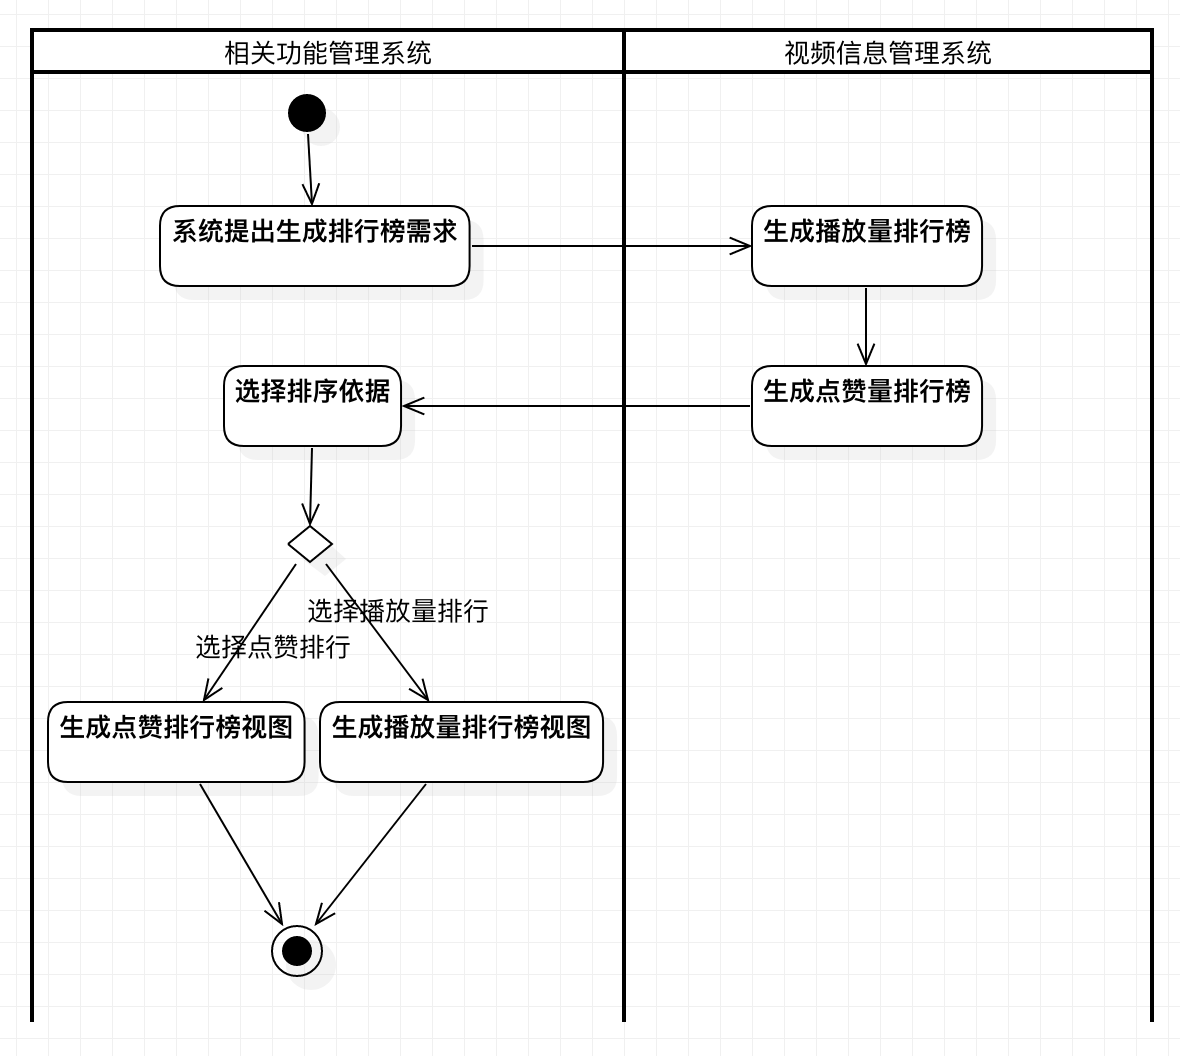 相关功能管理系统
视频信息管理系统
系统提出生成排行榜需求
生成播放量排行榜
选择排序依据
生成点赞量排行榜
选择播放量排行
选择点赞排行
生成点赞排行榜视图
生成播放量排行榜视图